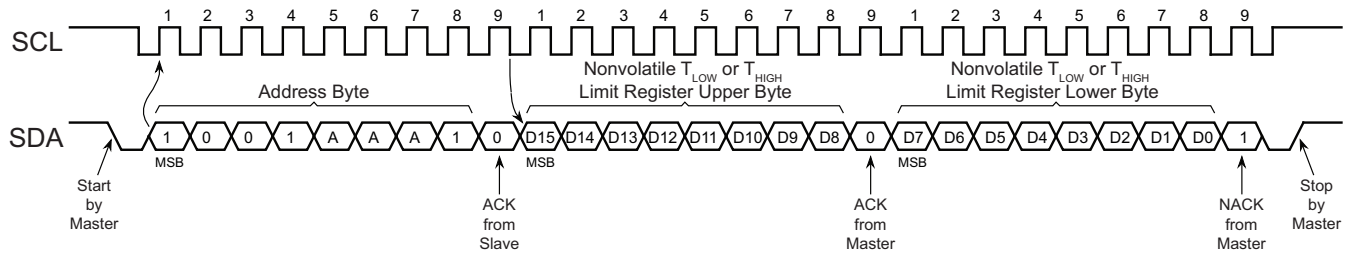 1 2 3 4 5 6 7 8 9 1 2 3 4 5 6 7 8 9 1 2 3 4 5 6 7 8 9
SCL
Nonvolatile TLOW or THIGH Nonvolatile TLOW or THIGH
Address Byte Limit Register Upper Byte Limit Register Lower Byte
SDA 1 0 0 1 A A A 1 0 D15 D14 D13 D12 D11 D10 D9 D8 0 D7 D6 D5 D4 D3 D2 D1 D0 1
MSB MSB MSB
Start
by
Master
ACK
from
Slave
ACK
from
Master
NACK
from
Master
Stop
by
Master